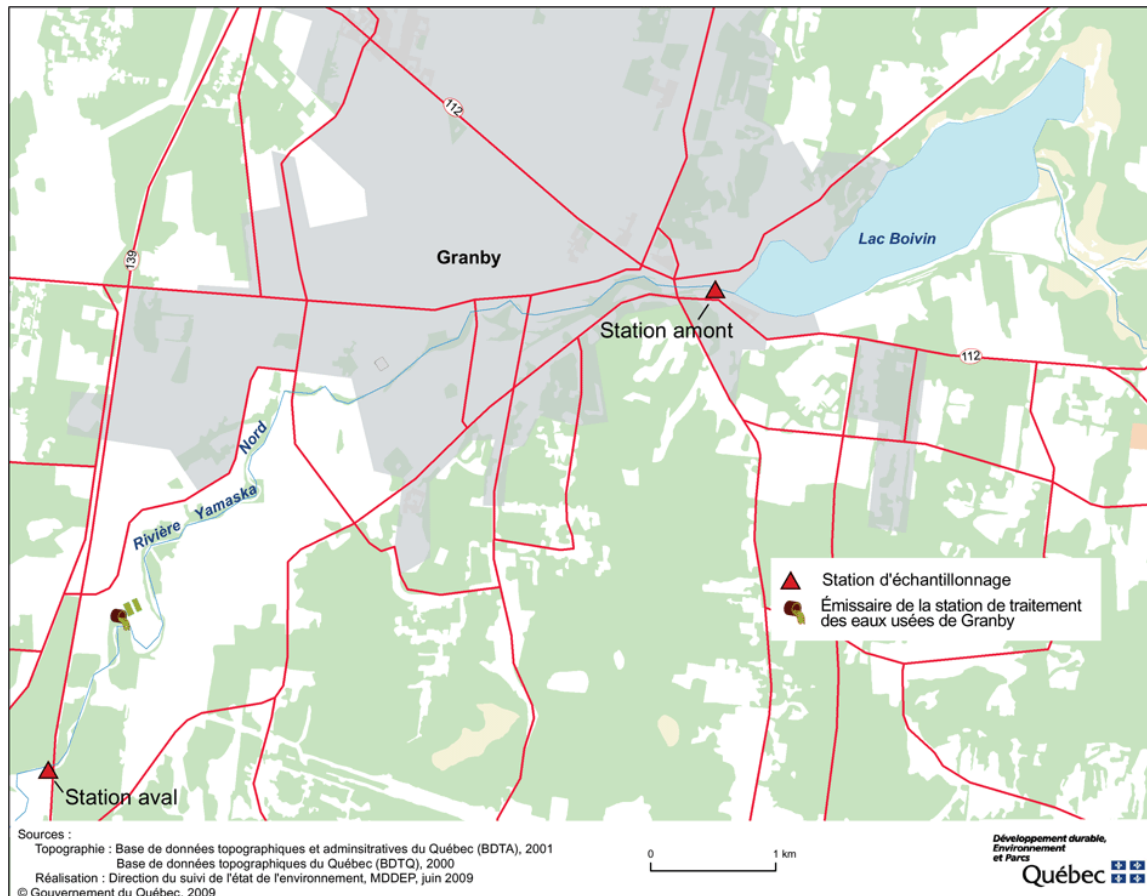 112
Lac Boivin
139
Granby
Station amont
112
Rivière Yamaska Nord
Station d'échantillonnage
Émissaire de la station de traitement
des eaux usées de Granby
Station aval
Sources :
Topographie : Base de données topographiques et adminsitratives du Québec (BDTA), 2001
Base de données topographiques du Québec (BDTQ), 2000
Réalisation : Direction du suivi de l'état de l'environnement, MDDEP, juin 2009
© Gouvernement du Québec, 2009
0 1 km
Développement durable,
Environnement
et Parcs
Québec